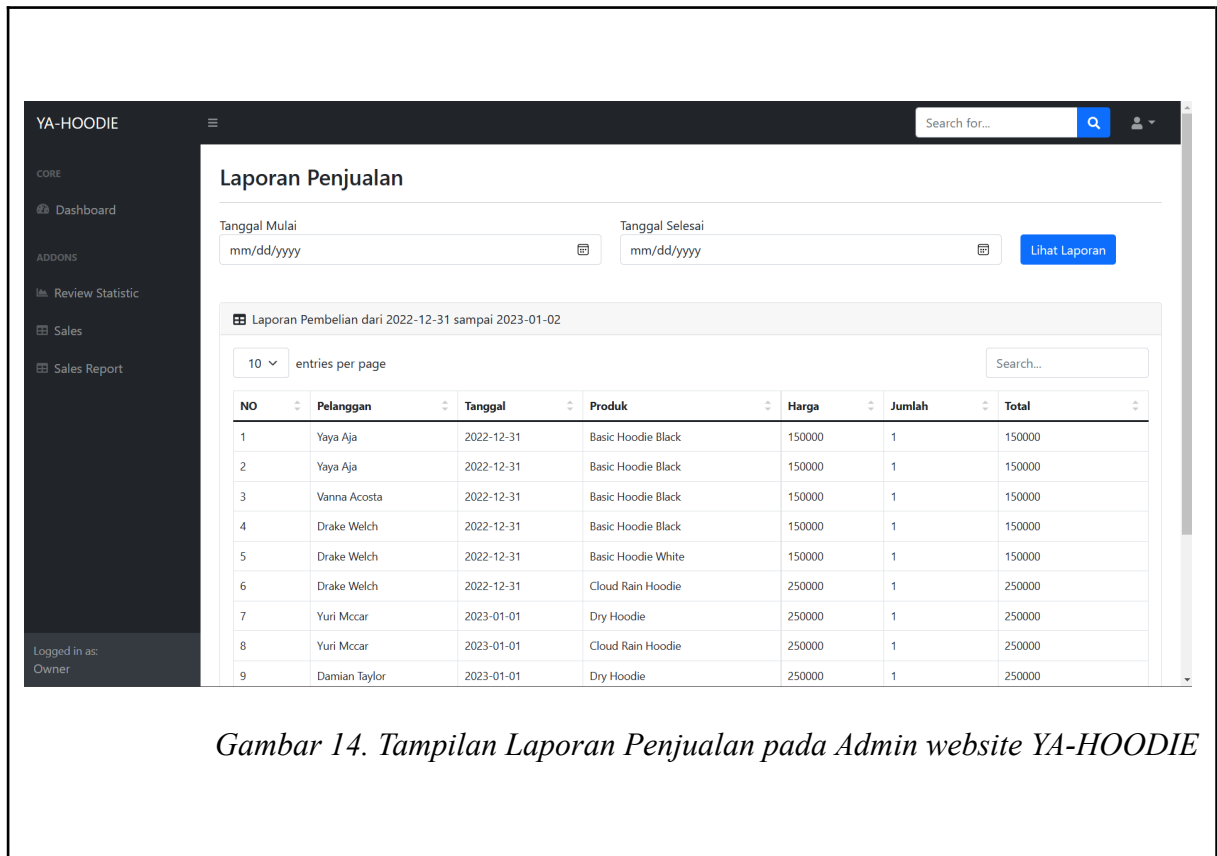 YA-HOODIE
Search for...
CORE
Dashboard
ADDONS
Review Statistic
Sales
Sales Report
Logged in as:
Owner
Laporan Penjualan
Tanggal Mulai Tanggal Selesai
mm/dd/yyyy mm/dd/yyyy Lihat Laporan
Laporan Pembelian dari 2022-12-31 sampai 2023-01-02
10 entries per page Search...
NO Pelanggan Tanggal Produk Harga Jumlah Total
1 Yaya Aja 2022-12-31 Basic Hoodie Black 150000 1 150000
2 Yaya Aja 2022-12-31 Basic Hoodie Black 150000 1 150000
3 Vanna Acosta 2022-12-31 Basic Hoodie Black 150000 1 150000
4 Drake Welch 2022-12-31 Basic Hoodie Black 150000 1 150000
5 Drake Welch 2022-12-31 Basic Hoodie White 150000 1 150000
6 Drake Welch 2022-12-31 Cloud Rain Hoodie 250000 1 250000
7 Yuri Mccar 2023-01-01 Dry Hoodie 250000 1 250000
8 Yuri Mccar 2023-01-01 Cloud Rain Hoodie 250000 1 250000
9 Damian Taylor 2023-01-01 Dry Hoodie 250000 1 250000
Gambar 14. Tampilan Laporan Penjualan pada Admin website YA-HOODIE